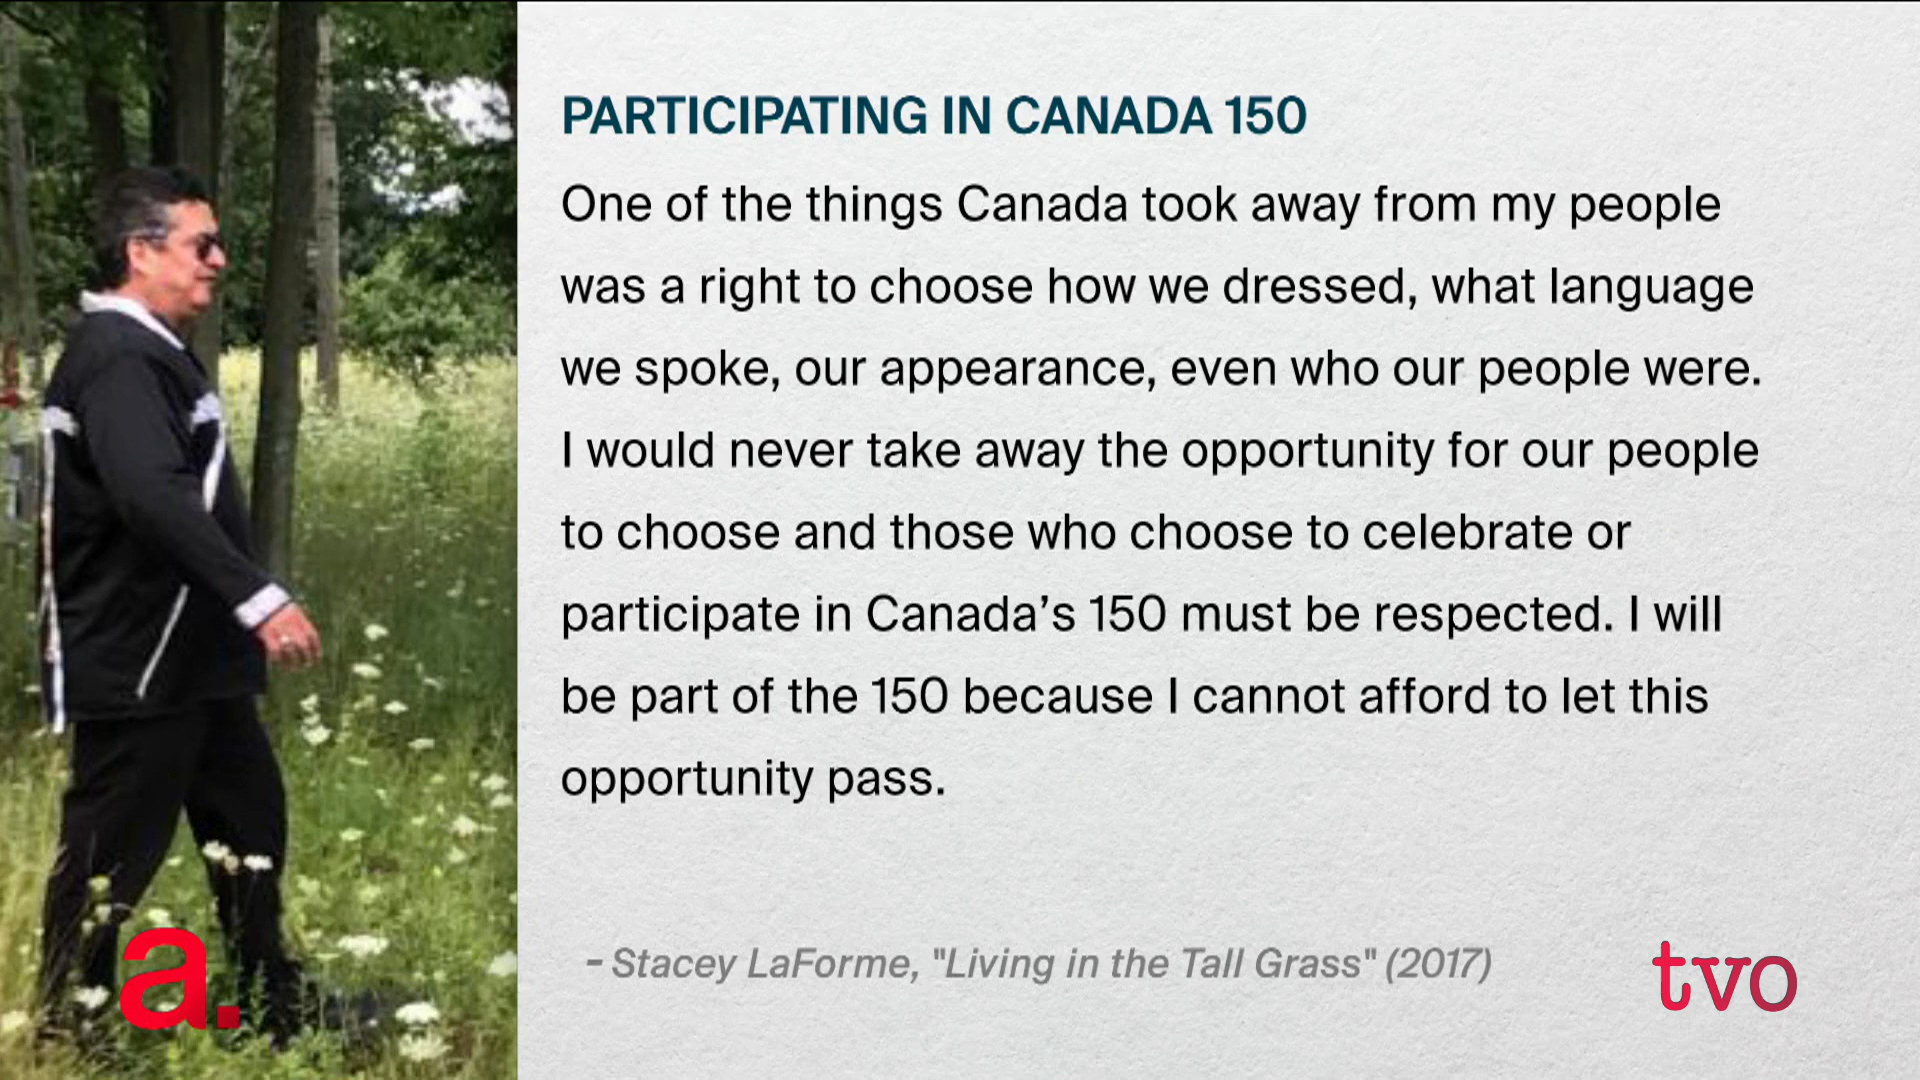 PARTICIPATING IN CANADA 150
One of the things Canada took away from my people
was a right to choose how we dressed, what language
we spoke, our appearance, even who our people were.
I would never take away the opportunity for our people
to choose and those who choose to celebrate or
participate in Canada’s 150 must be respected. I will
be part of the 150 because I cannot afford to let this
opportunity pass.
- Stacey LaForme, "Living in the Tall Grass" (2017)
a.
tvo